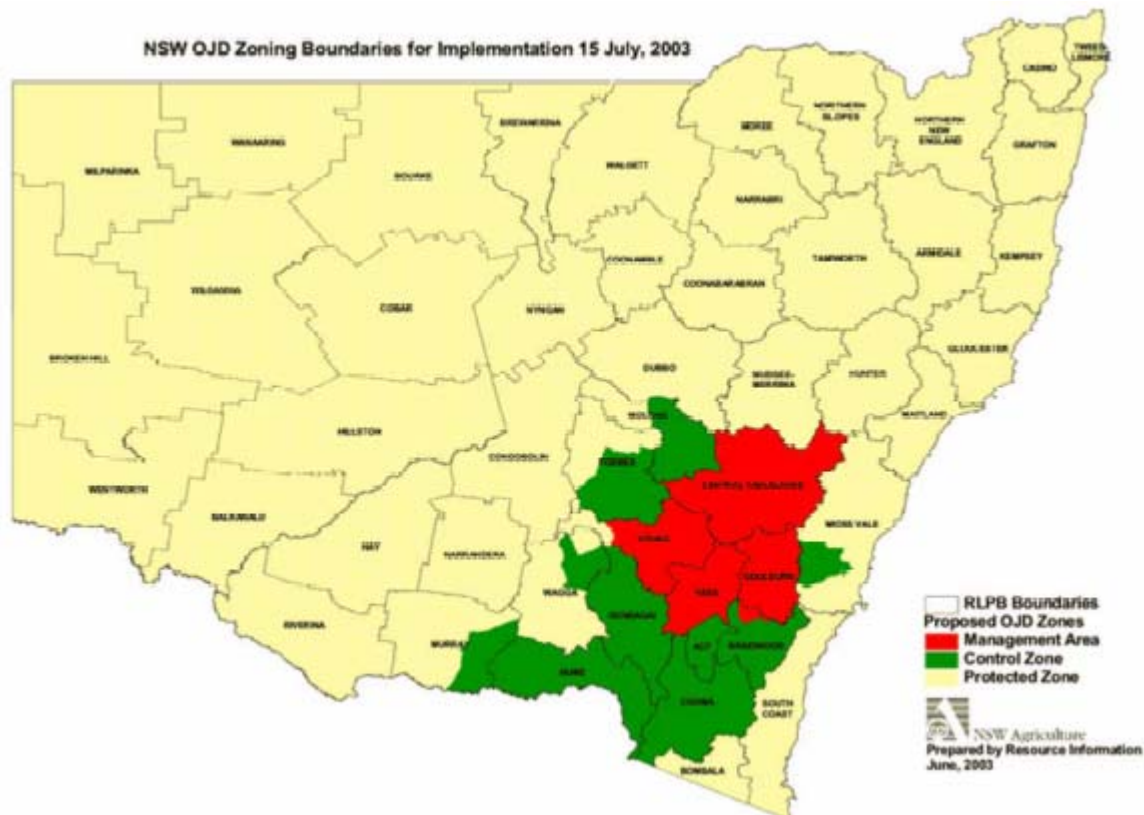 NSW OJD Zoning Boundaries for Implementation 15 July, 2003
TWEED-
LISMORE
CASINO
NORTHERN
SLOPES
NORTHERN
NEW
ENGLAND
MOREE
GRAFTON
BREWARRINA
WANAARING
WALGETT
MILPARINKA
BOURKE
NARRABRI
ARMIDALE
KEMPSEY
TAMWORTH
COONAMBLE
COONABARABRAN
WILCANNIA
COBAR
NYNGAN
GLOUCESTER
BROKEN HILL
DUBBO
MUDGEE-
MERRIWA
HUNTER
MAITLAND
MOLONG
HILLSTON
CONDOBOLIN
FORBES
CENTRAL TABLELANDS
WENTWORTH
BALRANALD
MOSS VALE
YOUNG
HAY
NARRANDERA
GOULBURN
WAGGA
YASS
GUNDAGAI
RIVERINA
MURRAY
ACT
BRAIDWOOD
HUME
COOMA
SOUTH
COAST
BOMBALA
RLPB Boundaries
Proposed OJD Zones
Management Area
Control Zone
Protected Zone
NSW Agriculture
Prepared by Resource Information
June, 2003